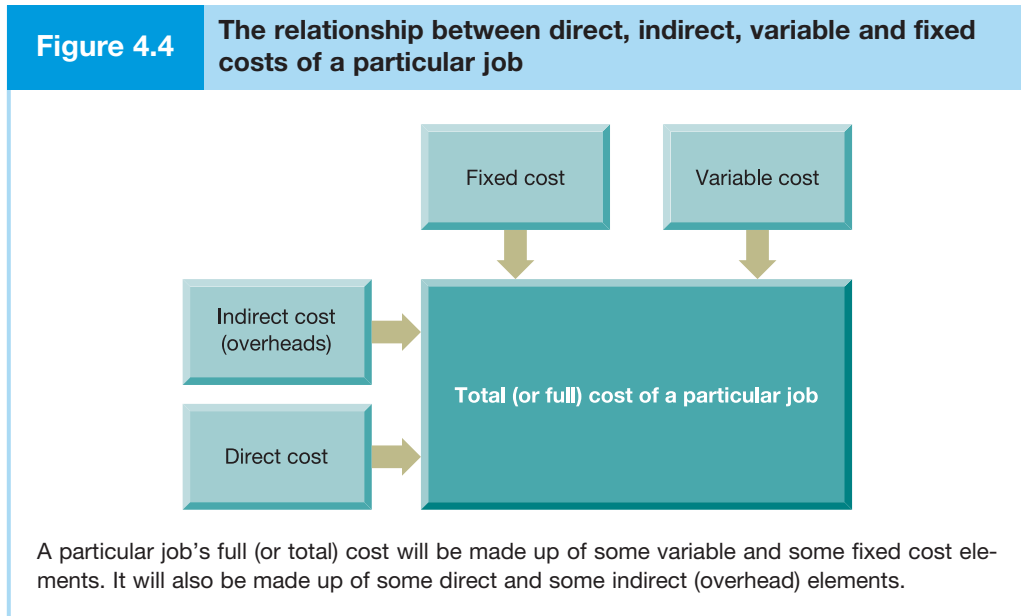 Figure 4.4
The relationship between direct, indirect, variable and fixed
costs of a particular job
Fixed cost
Variable cost
Indirect cost
(overheads)
Total (or full) cost of a particular job
Direct cost
A particular job's full (or total) cost will be made up of some variable and some fixed cost ele-
ments. It will also be made up of some direct and some indirect (overhead) elements.